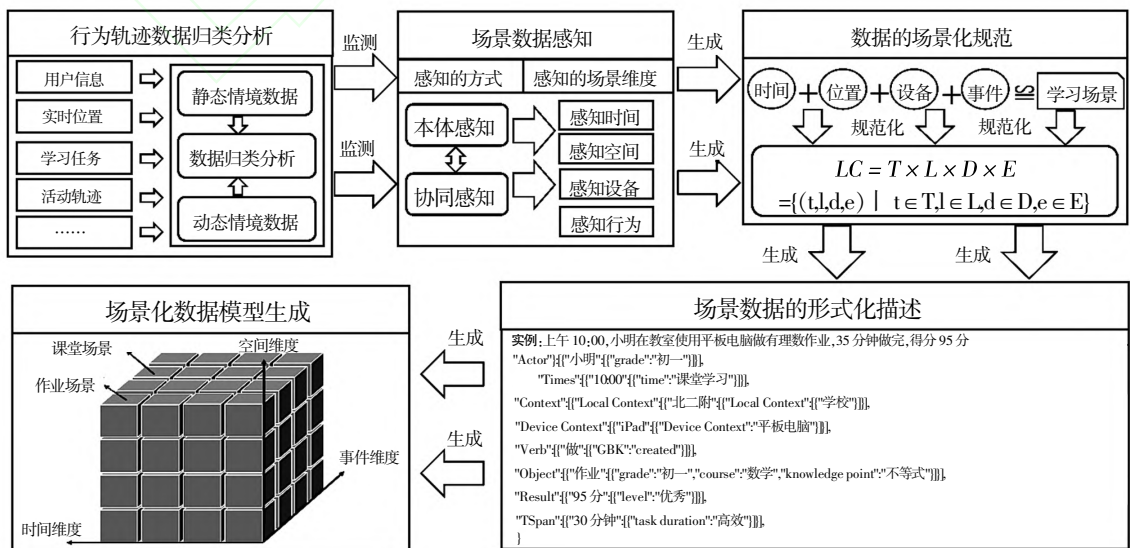 行为轨迹数据归类分析
用户信息
实时位置
学习任务
活动轨迹
……
静态情境数据
数据归类分析
动态情境数据
监测
监测
场景数据感知
感知的方式
感知的场景维度
本体感知
协同感知
感知时间
感知空间
感知设备
感知行为
生成
生成
数据的场景化规范
时间+位置+设备+事件≌学习场景
规范化
规范化
LC = T × L × D × E
={(t,l,d,e) | t∈T,l∈L,d∈D,e∈E}
生成
生成
场景数据的形式化描述
实例:上午 10:00,小明在教室使用平板电脑做有理数作业,35 分钟做完,得分 95 分
"Actor":{["小明":{["grade":"初一"}]}],
"Times":{["10:00":{["time":"课堂学习"}]}],
"Context":{["Local Context":{["北二附":{["Local Context":{["学校"}]}],
"Device Context":{["iPad":{["Device Context":"平板电脑"}]}],
"Verb":{["做":{["GBK":"created"}]}],
"Object":{["作业":{["grade":"初一","course":"数学","knowledge point":"不等式"}]}],
"Result":{["95 分":{["level":"优秀"}]}],
"TSpan":{["30 分钟":{["task duration":"高效"}]}],
}
生成
生成
场景化数据模型生成
课堂场景
作业场景
空间维度
事件维度
时间维度